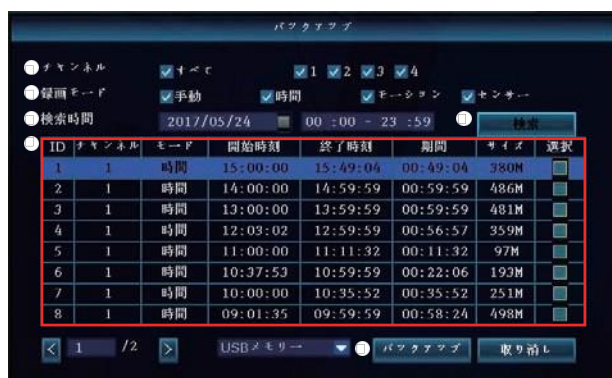 バックアップ
チャンネル すべて 1 2 3 4
録画モード 手動 時間 モーション センサー
検索時間 2017/05/24 00 :00 - 23 :59 検索
ID チャンネル モード 開始時刻 終了時刻 期間 サイズ 選択
1 1 時間 15:00:00 15:49:04 00:49:04 380M
2 1 時間 14:00:00 14:59:59 00:59:59 486M
3 1 時間 13:00:00 13:59:59 00:59:59 481M
4 1 時間 12:03:02 12:59:59 00:56:57 359M
5 1 時間 11:00:00 11:11:32 00:11:32 97M
6 1 時間 10:37:53 10:59:59 00:22:06 193M
7 1 時間 10:00:00 10:35:52 00:35:52 251M
8 1 時間 09:01:35 09:59:59 00:58:24 498M
< 1 /2 > USBメモリー バックアップ 取り消し